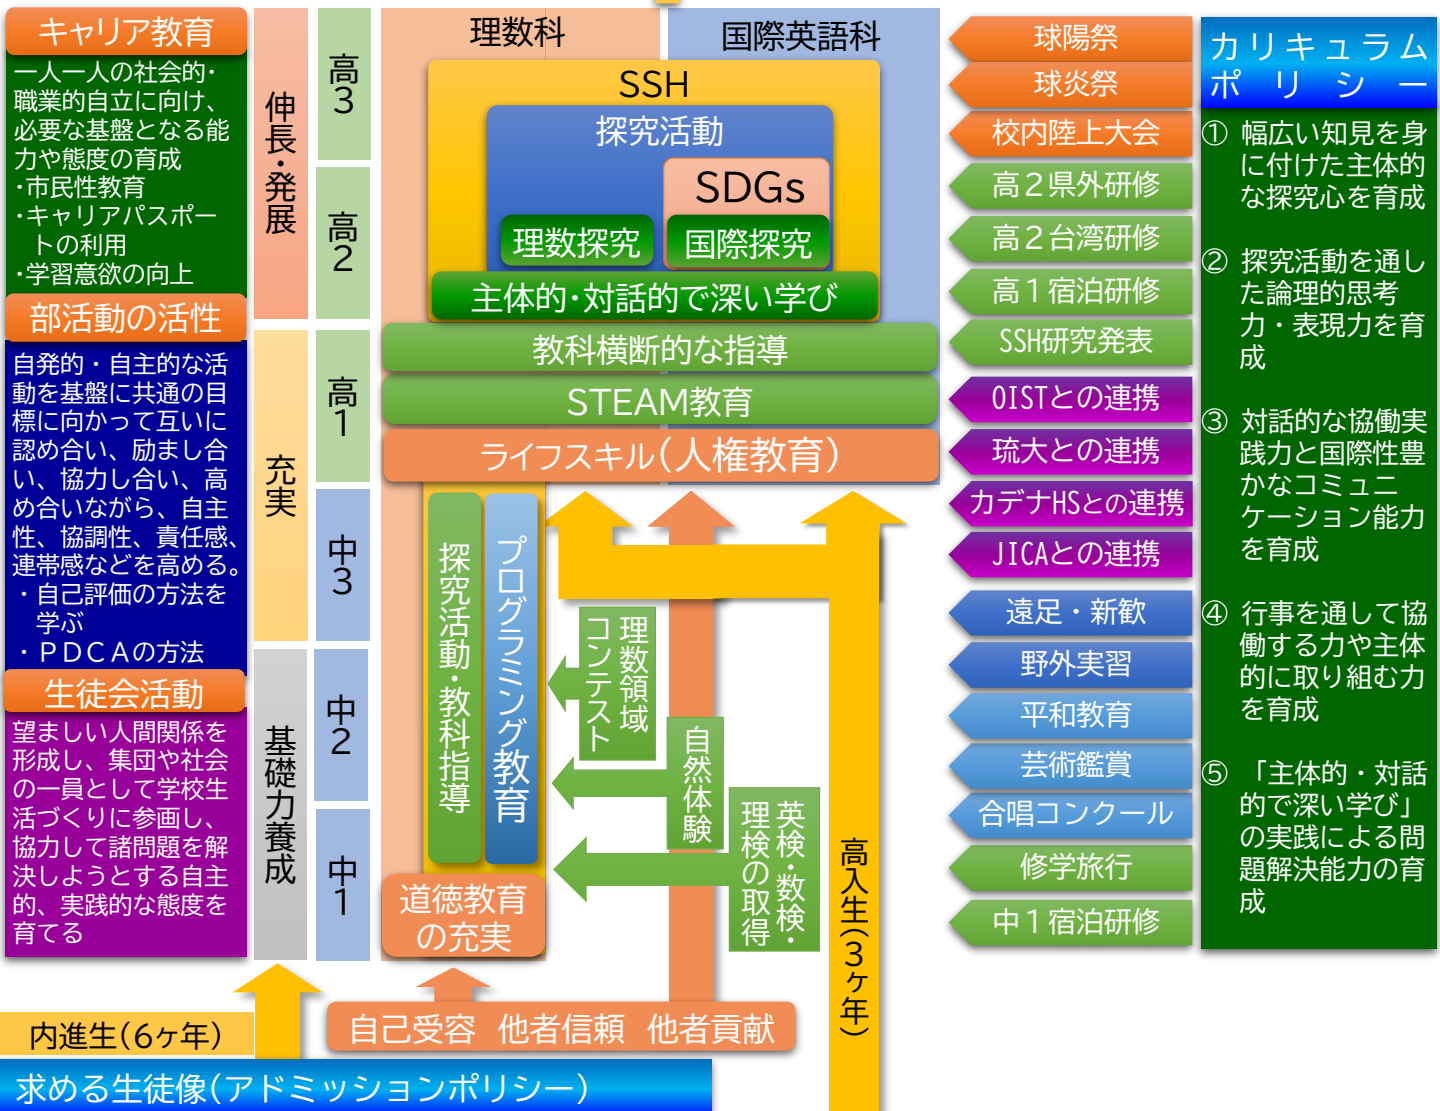 キャリア教育
一人一人の社会的・
職業的自立に向け、
必要な基盤となる能
力や態度の育成
・市民性教育
・キャリアパスポー
トの利用
・学習意欲の向上
部活動の活性
自発的・自主的な活
動を基盤に共通の目
標に向かって互いに
認め合い、励まし合
い、協力し合い、高
め合いながら、自主
性、協調性、責任感、
連帯感などを高める。
・自己評価の方法を
学ぶ
・ＰＤＣＡの方法
生徒会活動
望ましい人間関係を
形成し、集団や社会
の一員として学校生
活づくりに参画し、
協力して諸問題を解
決しようとする自主
的、実践的な態度を
育てる
伸長・発展
充実
基礎力養成
高3
高2
高1
中3
中2
中1
理数科
国際英語科
SSH
探究活動
SDGs
理数探究
国際探究
主体的・対話的で深い学び
教科横断的な指導
STEAM教育
ライフスキル(人権教育)
探究活動・教科指導
プログラミング教育
理数領域
コンテスト
自然体験
英検・数検・
理検の取得
道徳教育
の充実
高入生(3ヶ年)
自己受容　他者信頼　他者貢献
内進生(6ヶ年)
求める生徒像(アドミッションポリシー)
球陽祭
球炎祭
校内陸上大会
高２県外研修
高２台湾研修
高１宿泊研修
SSH研究発表
OISTとの連携
琉大との連携
カデナHSとの連携
JICAとの連携
遠足・新歓
野外実習
平和教育
芸術鑑賞
合唱コンクール
修学旅行
中１宿泊研修
カリキュラム
ポリシー
① 幅広い知見を身
に付けた主体的
な探究心を育成
② 探究活動を通し
た論理的思考
力・表現力を育
成
③ 対話的な協働実
践力と国際性豊
かなコミュニ
ケーション能力
を育成
④ 行事を通して協
働する力や主体
的に取り組む力
を育成
⑤ 「主体的・対話
的で深い学び」
の実践による問
題解決能力の育
成